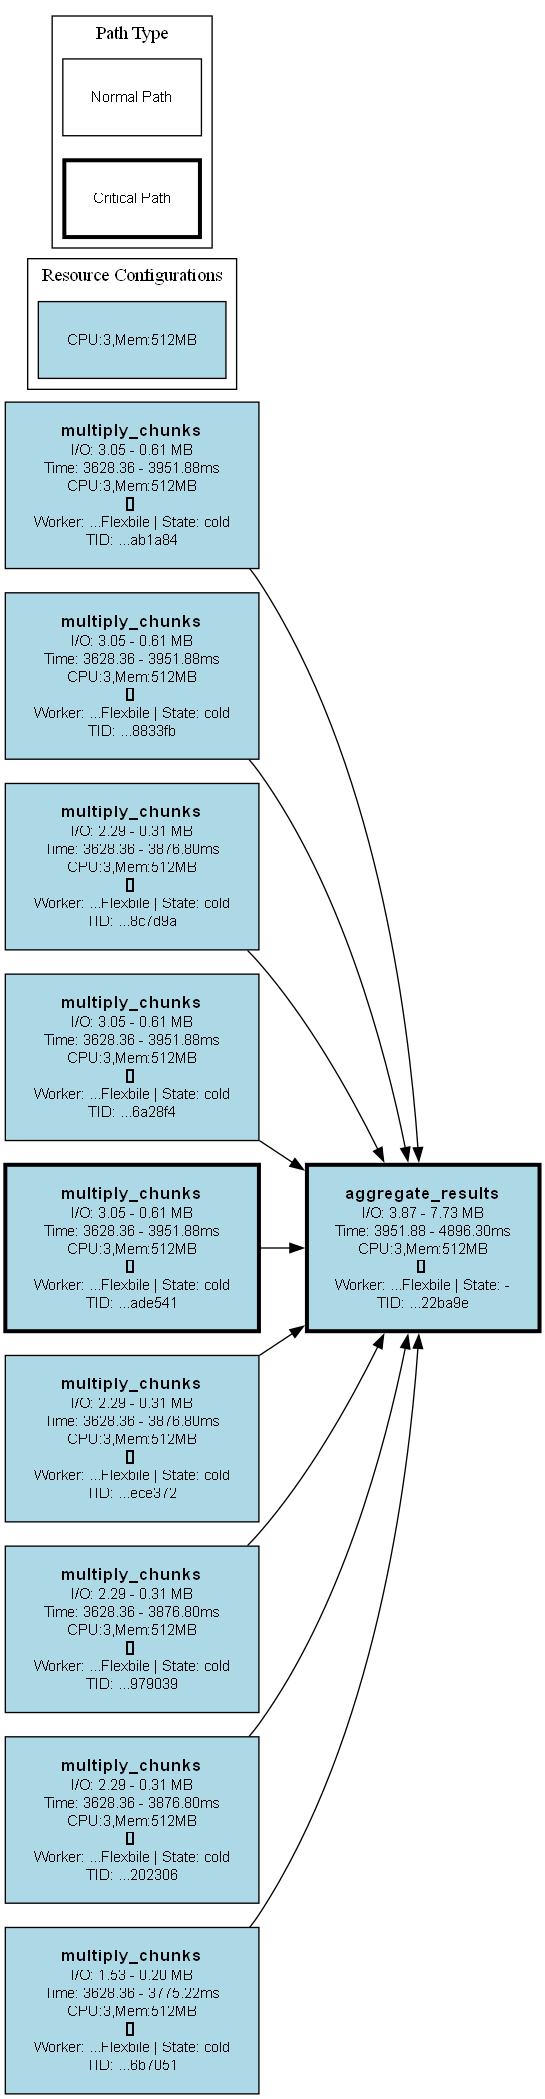 Path Type
Normal Path
Critical Path
Resource Configurations
CPU:3,Mem:512MB
multiply_chunks
I/O: 3.05 - 0.61 MB
Time: 3628.36 - 3951.88ms
CPU:3,Mem:512MB
[]
Worker: ...Flexbile | State: cold
TID: ...ab1a84
multiply_chunks
I/O: 3.05 - 0.61 MB
Time: 3628.36 - 3951.88ms
CPU:3,Mem:512MB
[]
Worker: ...Flexbile | State: cold
TID: ...8833fb
multiply_chunks
I/O: 2.29 - 0.31 MB
Time: 3628.36 - 3876.80ms
CPU:3,Mem:512MB
[]
Worker: ...Flexbile | State: cold
TID: ...8c7d9a
multiply_chunks
I/O: 3.05 - 0.61 MB
Time: 3628.36 - 3951.88ms
CPU:3,Mem:512MB
[]
Worker: ...Flexbile | State: cold
TID: ...6a28f4
multiply_chunks
I/O: 3.05 - 0.61 MB
Time: 3628.36 - 3951.88ms
CPU:3,Mem:512MB
[]
Worker: ...Flexbile | State: cold
TID: ...ade541
aggregate_results
I/O: 3.87 - 7.73 MB
Time: 3951.88 - 4896.30ms
CPU:3,Mem:512MB
[]
Worker: ...Flexbile | State: -
TID: ...22ba9e
multiply_chunks
I/O: 2.29 - 0.31 MB
Time: 3628.36 - 3876.80ms
CPU:3,Mem:512MB
[]
Worker: ...Flexbile | State: cold
TID: ...ece372
multiply_chunks
I/O: 2.29 - 0.31 MB
Time: 3628.36 - 3876.80ms
CPU:3,Mem:512MB
[]
Worker: ...Flexbile | State: cold
TID: ...979039
multiply_chunks
I/O: 2.29 - 0.31 MB
Time: 3628.36 - 3876.80ms
CPU:3,Mem:512MB
[]
Worker: ...Flexbile | State: cold
TID: ...202306
multiply_chunks
I/O: 1.53 - 0.20 MB
Time: 3628.36 - 3775.22ms
CPU:3,Mem:512MB
[]
Worker: ...Flexbile | State: cold
TID: ...6b7051